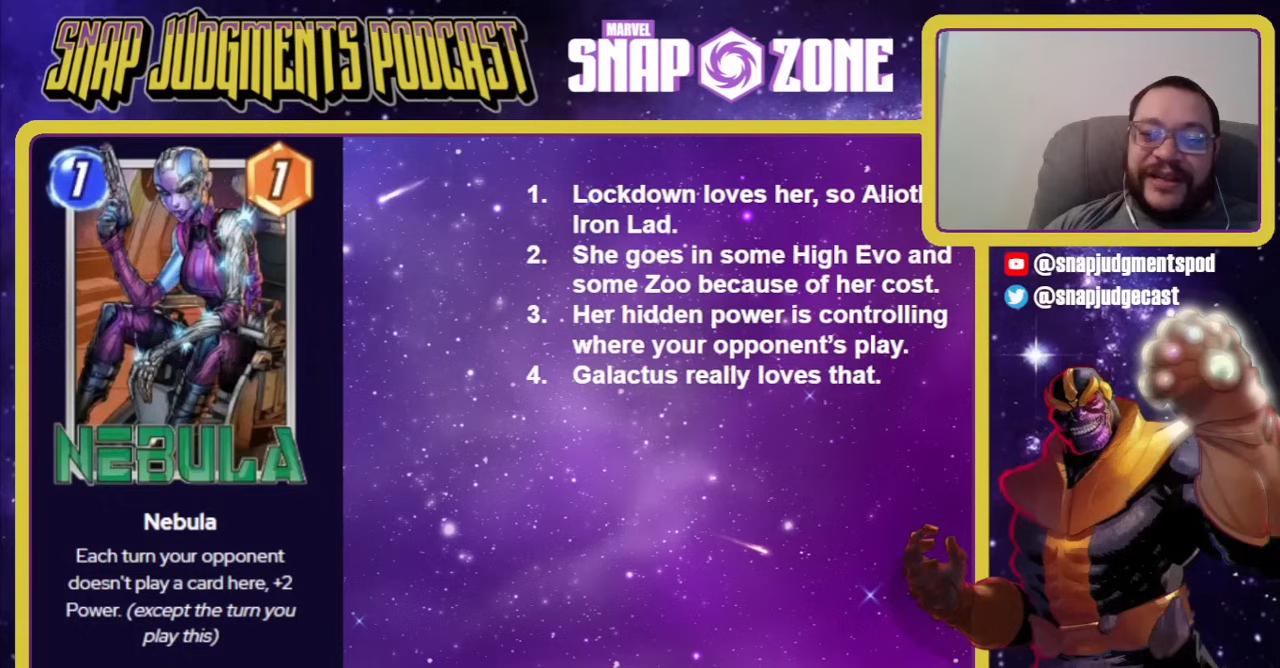 SNAP JUDGMENTS PODCAST
MARVEL
SNAP ZONE
1
1
NEBULA
Nebula
Each turn your opponent
doesn't play a card here, +2
Power. (except the turn you
play this)
1. Lockdown loves her, so
Iron Lad.
2. She goes in some High Evo and
some Zoo because of her cost.
3. Her hidden power is controlling
where your opponent's play.
4. Galactus really loves that.
@snapjudgmentspod
@snapjudgecast